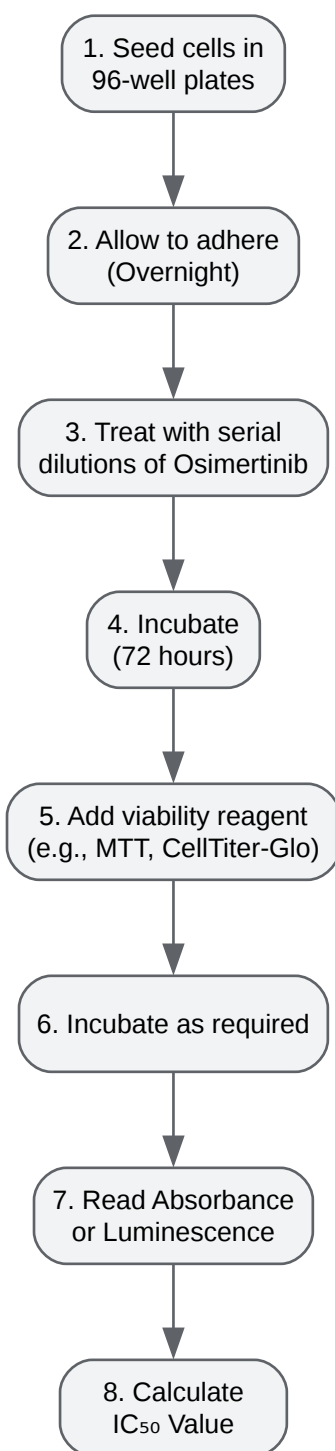 1. Seed cells in
96-well plates
2. Allow to adhere
(Overnight)
3. Treat with serial
dilutions of Osimertinib
4. Incubate
(72 hours)
5. Add viability reagent
(e.g., MTT, CellTiter-Glo)
6. Incubate as required
7. Read Absorbance
or Luminescence
8. Calculate
IC₅₀ Value